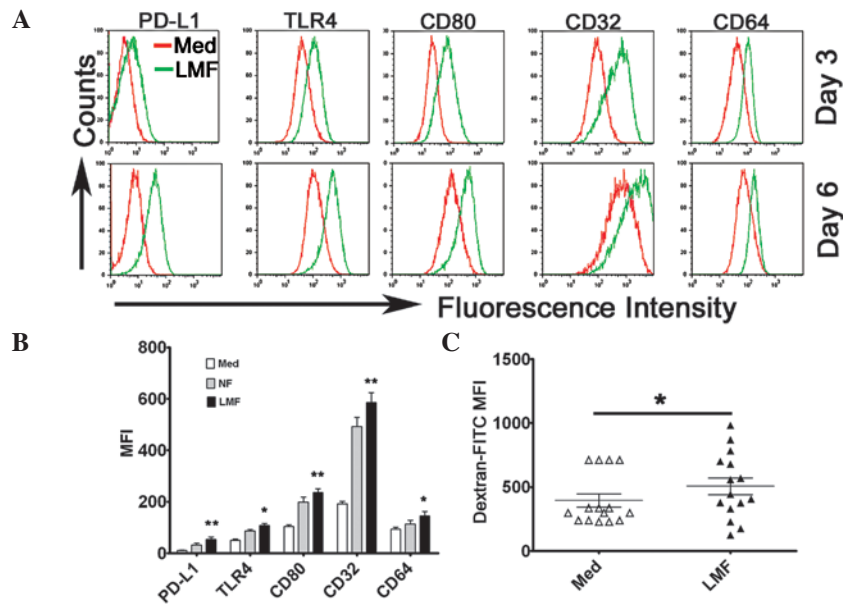 A
PD-L1 TLR4 CD80 CD32 CD64
Med
LMF
Counts
Day 3
Day 6
Fluorescence Intensity
B
MFI
800
600
400
200
0
Med
NF
LMF
** * ** ** *
PD-L1 TLR4 CD80 CD32 CD64
C
Dextran-FITC MFI
1500
1000
500
0
*
Med LMF